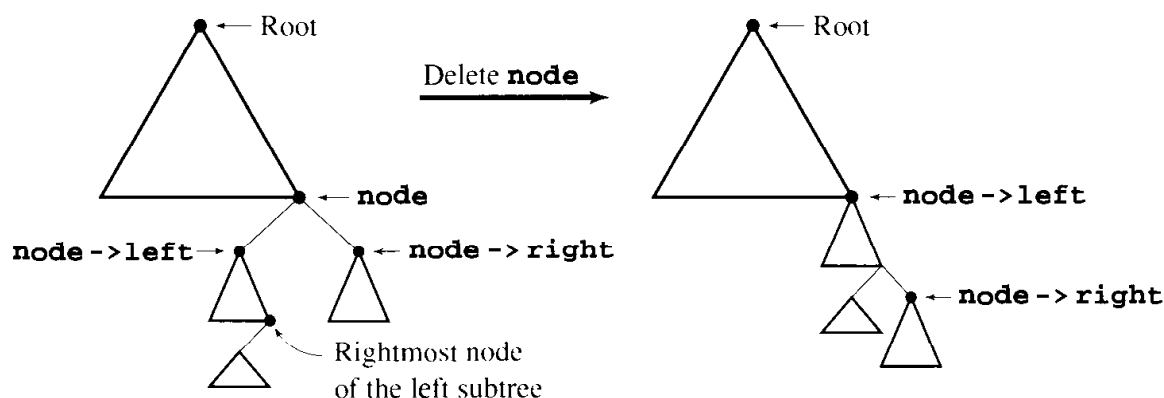 Root
Delete node
node
node->left
node->right
Rightmost node
of the left subtree
Root
node->left
node->right